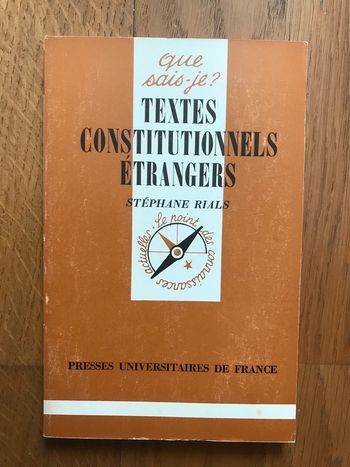 que
sais-je?
TEXTES
CONSTITUTIONNELS
ÉTRANGERS
STÉPHANE RIALS
le point des connaissances actuelles
PRESSES UNIVERSITAIRES DE FRANCE